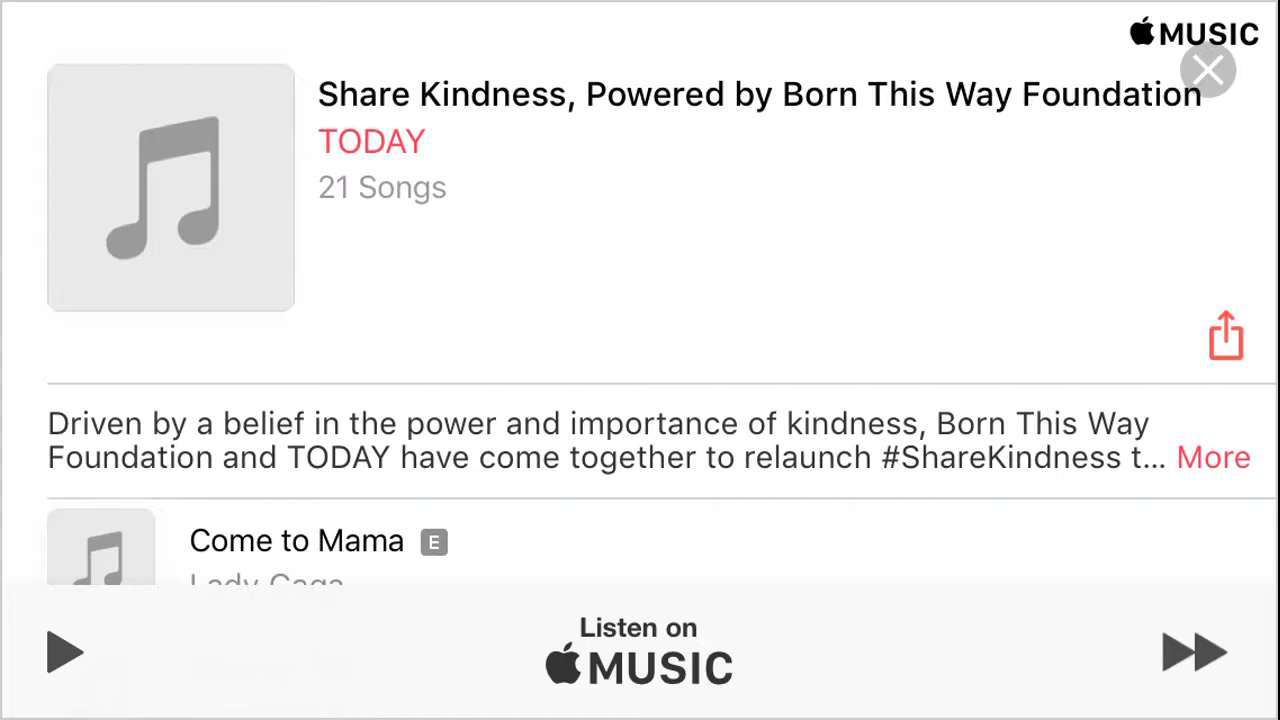 MUSIC
Share Kindness, Powered by Born This Way Foundation
TODAY
21 Songs
Driven by a belief in the power and importance of kindness, Born This Way
Foundation and TODAY have come together to relaunch #ShareKindness t... More
Come to Mama E
Lady Gaga
Listen on
MUSIC